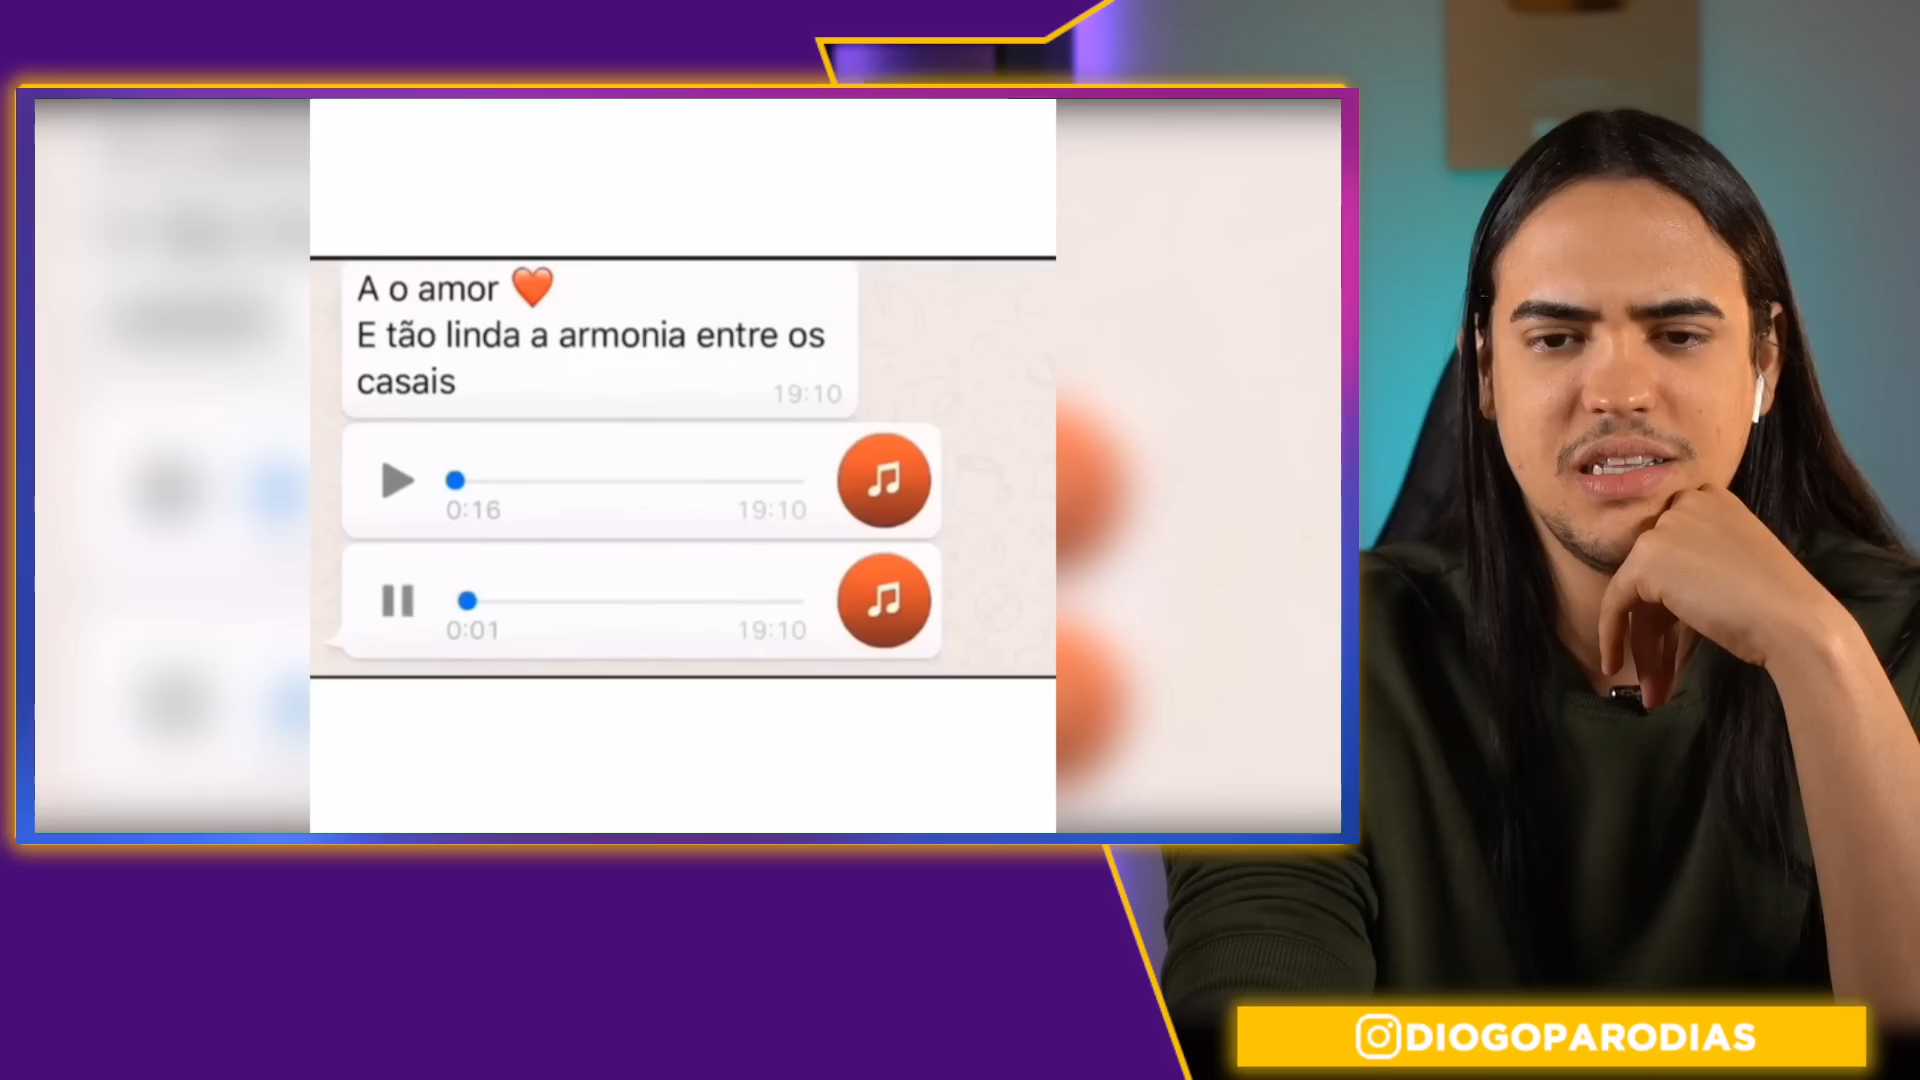 A o amor ❤️
E tão linda a armonia entre os
casais
19:10
0:16
19:10
0:01
19:10
DIOGOPARODIAS